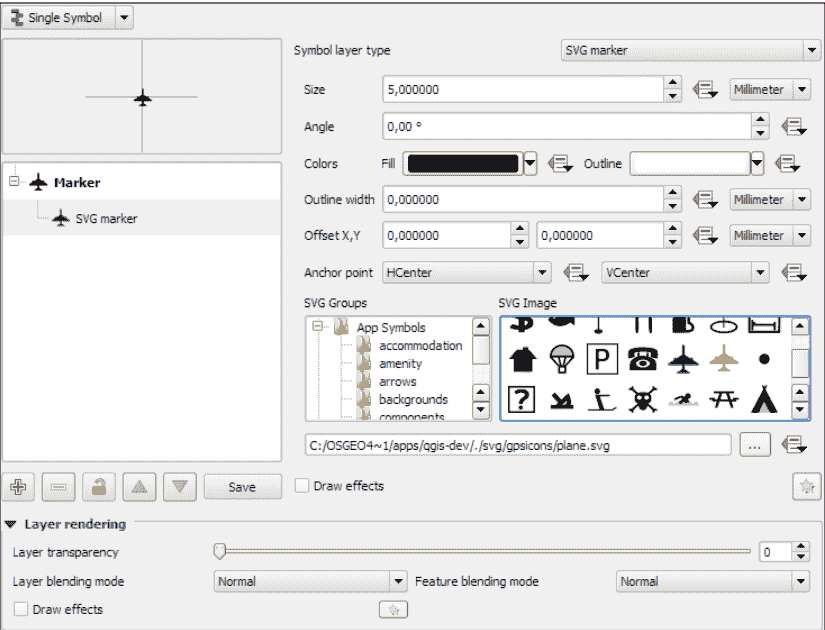 Single Symbol
Symbol layer type
SVG marker
Size
5,000000
Millimeter
Angle
0,00 °
Colors
Fill
Outline
Marker
SVG marker
Outline width
0,000000
Millimeter
Offset X,Y
0,000000
0,000000
Millimeter
Anchor point
HCenter
VCenter
SVG Groups
SVG Image
App Symbols
accommodation
amenity
arrows
backgrounds
components
P
?
C:/OSGEO4~1/apps/qgis-dev/./svg/gpsicons/plane.svg
...
Save
Draw effects
Layer rendering
Layer transparency
0
Layer blending mode
Normal
Feature blending mode
Normal
Draw effects